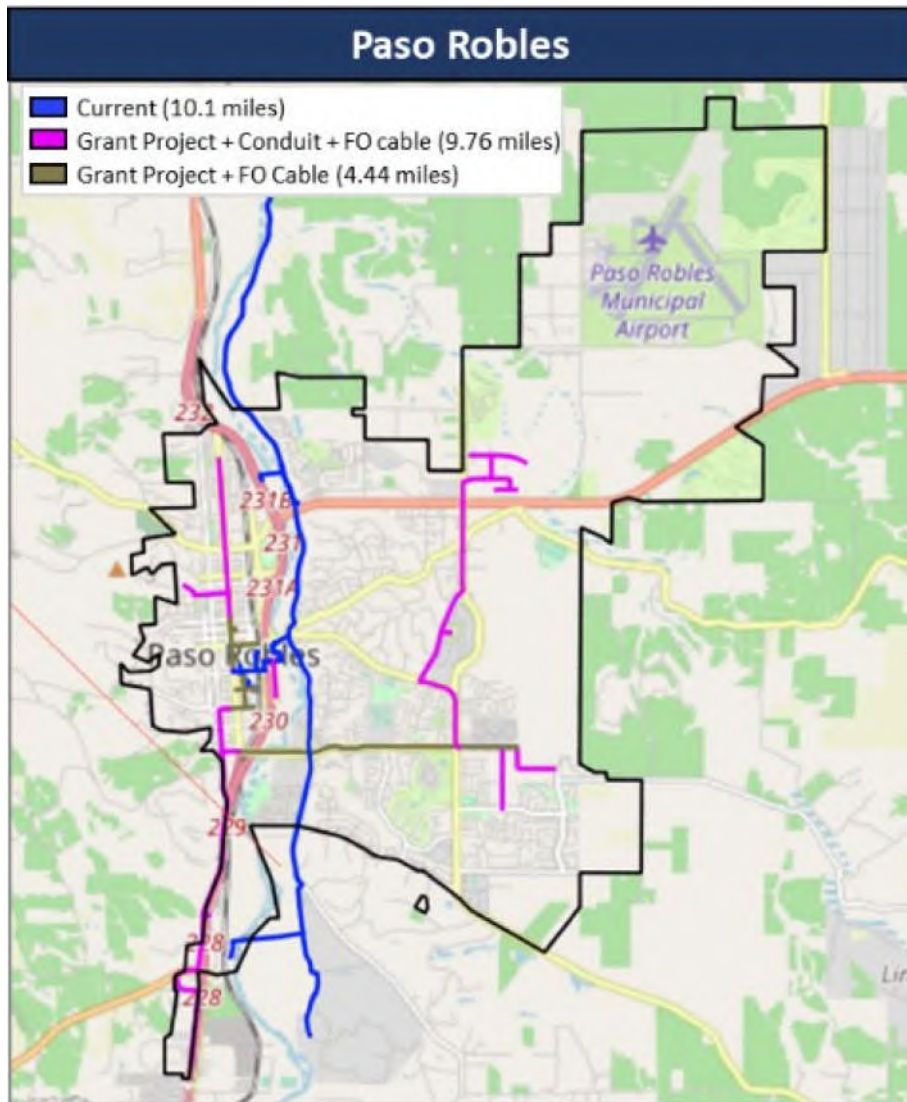 Paso Robles
Current (10.1 miles)
Grant Project + Conduit + FO cable (9.76 miles)
Grant Project + FO Cable (4.44 miles)
Paso Robles
Municipal
Airport
232
231B
231
231A
Paso Robles
230
229
228
228
Lin